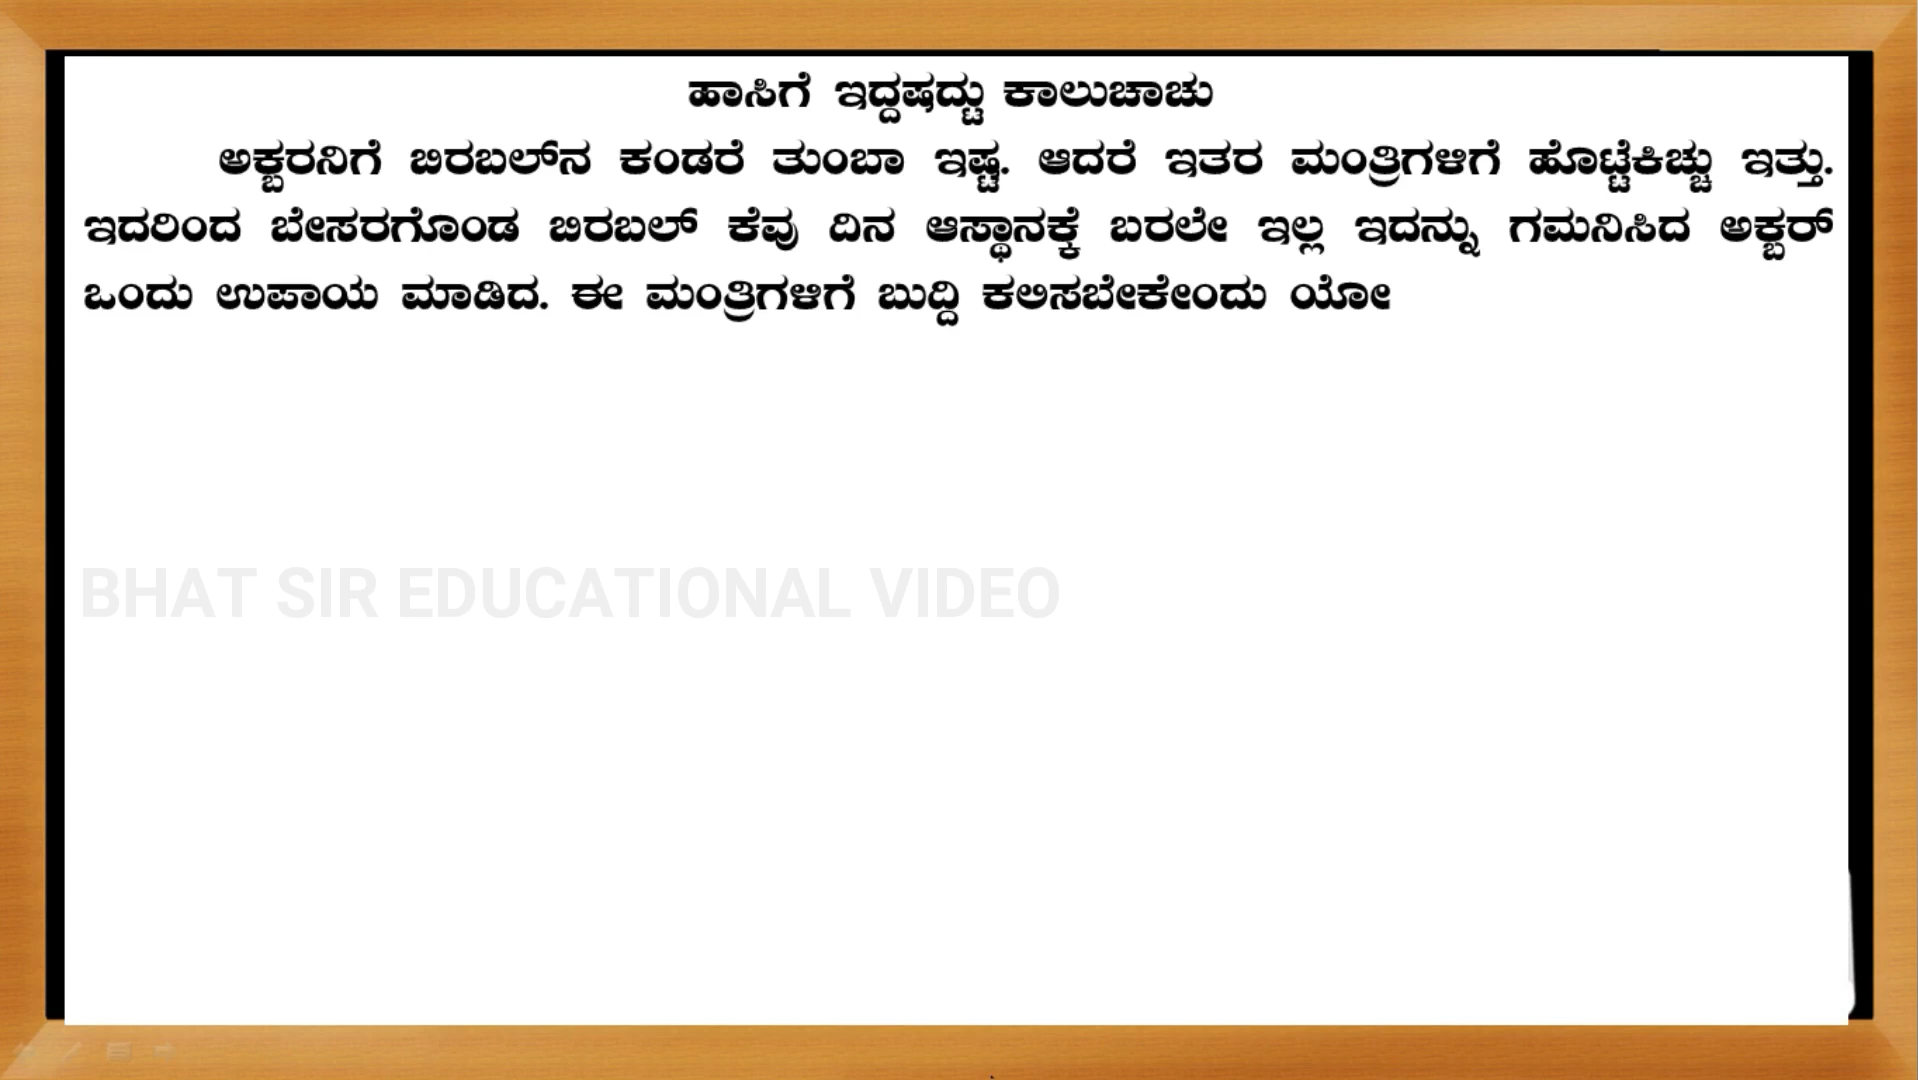 ಹಾಸಿಗೆ ಇದ್ದಷದ್ಟು ಕಾಲುಚಾಚು
ಅಕ್ಬರನಿಗೆ ಬಿರಬಲ್‌ನ ಕಂಡರೆ ತುಂಬಾ ಇಷ್ಟ. ಆದರೆ ಇತರ ಮಂತ್ರಿಗಳಿಗೆ ಹೊಟ್ಟೆಕಿಚ್ಚು ಇತ್ತು.
ಇದರಿಂದ ಬೇಸರಗೊಂಡ ಬಿರಬಲ್ ಕೆವು ದಿನ ಆಸ್ಥಾನಕ್ಕೆ ಬರಲೇ ಇಲ್ಲ ಇದನ್ನು ಗಮನಿಸಿದ ಅಕ್ಬರ್
ಒಂದು ಉಪಾಯ ಮಾಡಿದ. ಈ ಮಂತ್ರಿಗಳಿಗೆ ಬುದ್ದಿ ಕಲಿಸಬೇಕೇಂದು ಯೋ
BHAT SIR EDUCATIONAL VIDEO